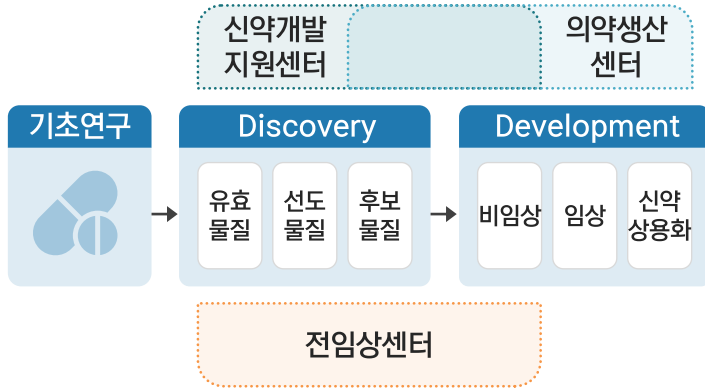 신약개발
지원센터
의약생산
센터
기초연구
Discovery
Development
유효
물질
선도
물질
후보
물질
비임상
임상
신약
상용화
전임상센터